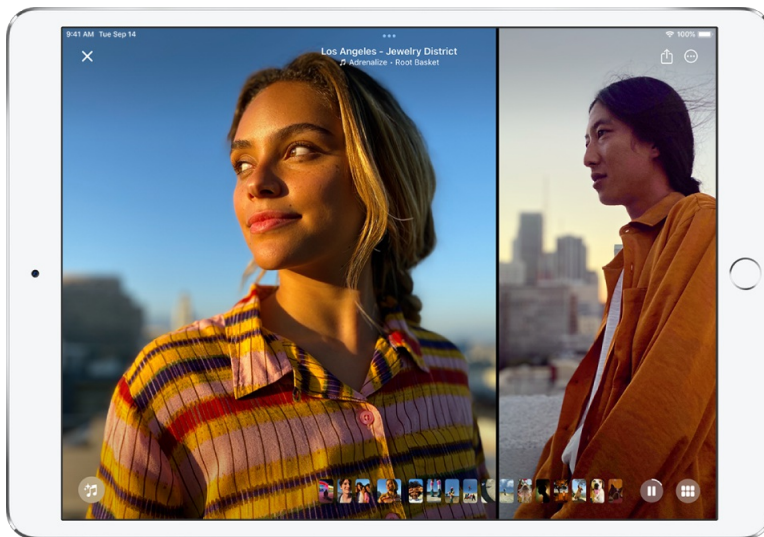 9:41 AM Tue Sep 14
100%
Los Angeles - Jewelry District
Adrenalize • Root Basket